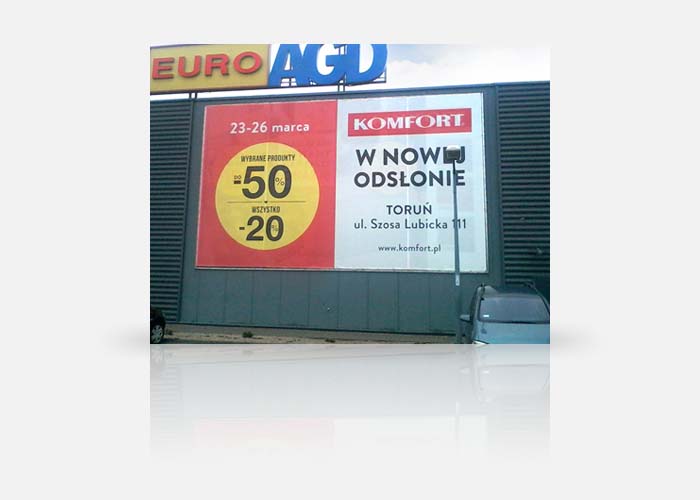 EURO AGD
23-26 marca
WYBRANE PRODUKTY
DO
-50%
WSZYSTKO
-20%
KOMFORT
W NOWEJ
ODSŁONIE
TORUŃ
ul. Szosa Lubicka 111
www.komfort.pl